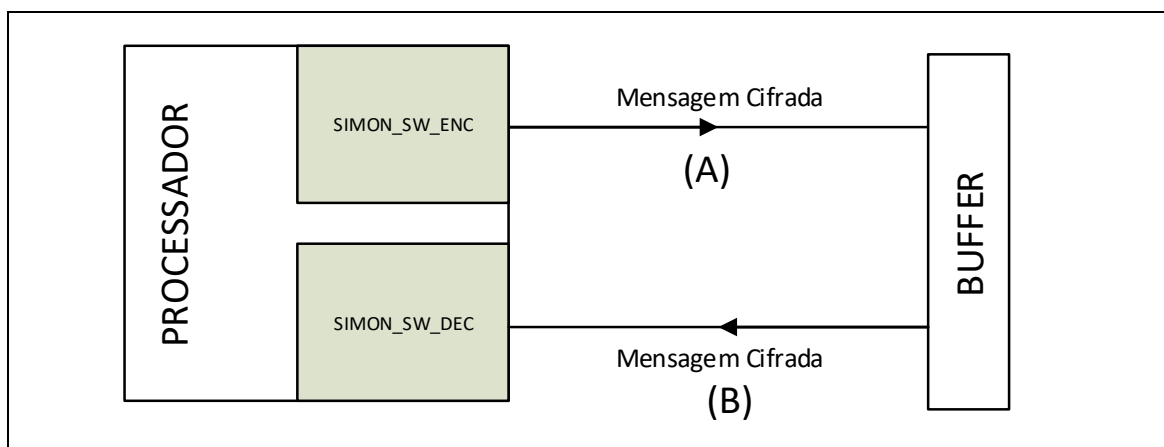 PROCESSADOR
SIMON_SW_ENC
Mensagem Cifrada
(A)
SIMON_SW_DEC
Mensagem Cifrada
(B)
BUFFER